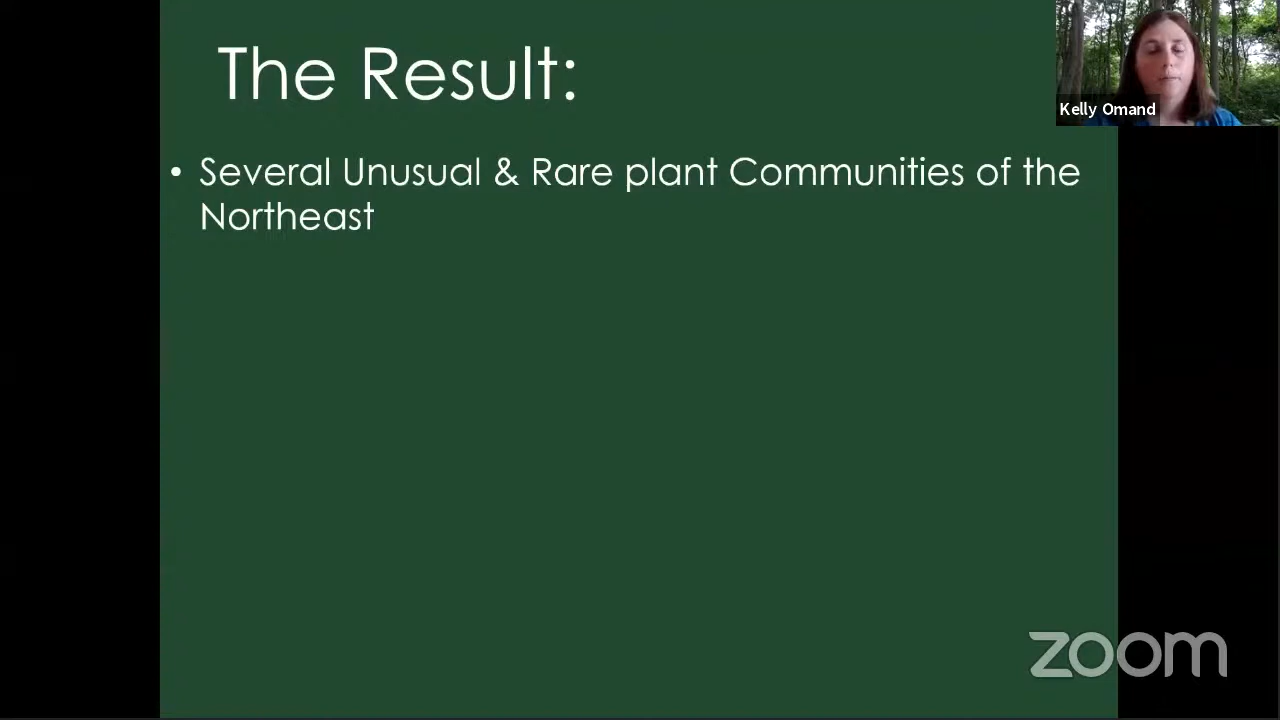 The Result:
Kelly Omand
• Several Unusual & Rare plant Communities of the
Northeast
zoom